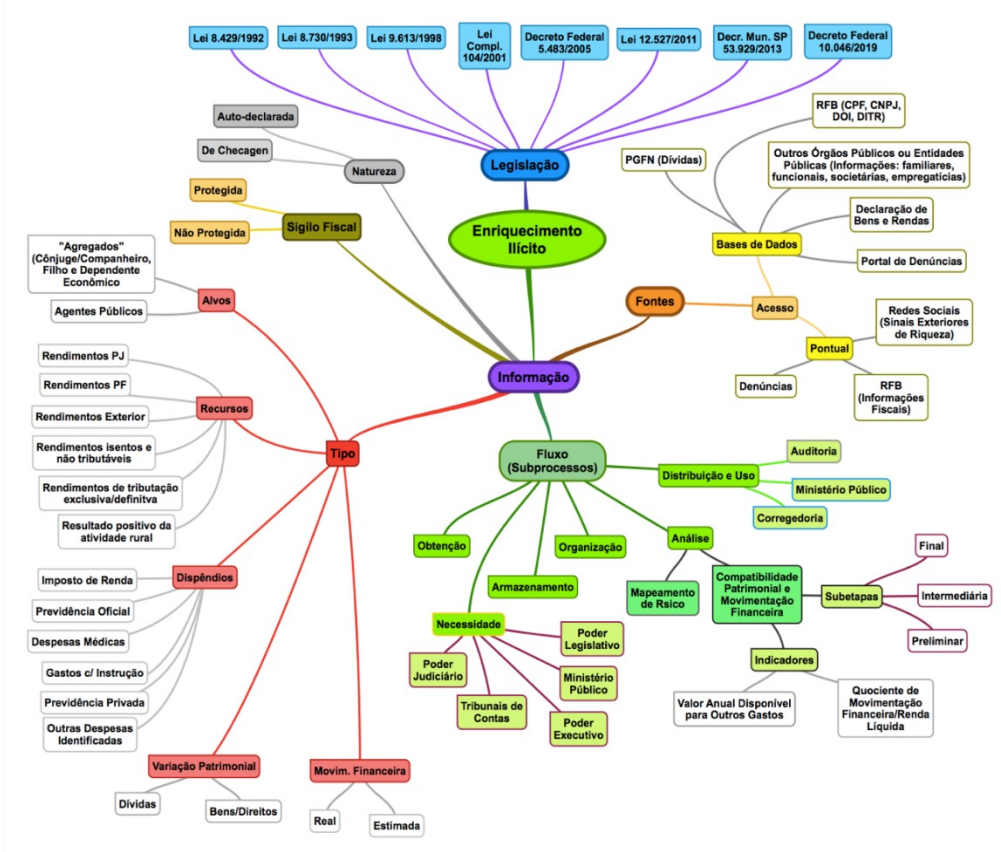 Lei 8.429/1992
Lei 8.730/1993
Lei 9.613/1998
Lei
Compl.
104/2001
Decreto Federal
5.483/2005
Lei 12.527/2011
Decr. Mun. SP
53.929/2013
Decreto Federal
10.046/2019
Legislação
Enriquecimento
Ilícito
Informação
Auto-declarada
De Checagen
Natureza
Protegida
Não Protegida
Sigilo Fiscal
RFB (CPF, CNPJ,
DOI, DITR)
PGFN (Dívidas)
Outros Órgãos Públicos ou Entidades
Públicas (Informações: familiares,
funcionais, societárias, empregatícias)
Declaração de
Bens e Rendas
Bases de Dados
Portal de Denúncias
Fontes
Acesso
Redes Sociais
(Sinais Exteriores
de Riqueza)
Pontual
Denúncias
RFB
(Informações
Fiscais)
"Agregados"
(Cônjuge/Companheiro,
Filho e Dependente
Econômico
Alvos
Agentes Públicos
Rendimentos PJ
Rendimentos PF
Recursos
Rendimentos Exterior
Rendimentos isentos e
não tributáveis
Rendimentos de tributação
exclusiva/definitva
Resultado positivo da
atividade rural
Tipo
Imposto de Renda
Dispêndios
Previdência Oficial
Despesas Médicas
Gastos c/ Instrução
Previdência Privada
Outras Despesas
Identificadas
Variação Patrimonial
Dívidas
Bens/Direitos
Movim. Financeira
Real
Estimada
Fluxo
(Subprocessos)
Distribuição e Uso
Auditoria
Ministério Público
Corregedoria
Obtenção
Organização
Armazenamento
Análise
Mapeamento
de Rsico
Compatibilidade
Patrimonial e
Movimentação
Financeira
Subetapas
Final
Intermediária
Preliminar
Indicadores
Valor Anual Disponível
para Outros Gastos
Quociente de
Movimentação
Financeira/Renda
Líquida
Necessidade
Poder
Legislativo
Poder
Judiciário
Ministério
Público
Tribunais de
Contas
Poder
Executivo